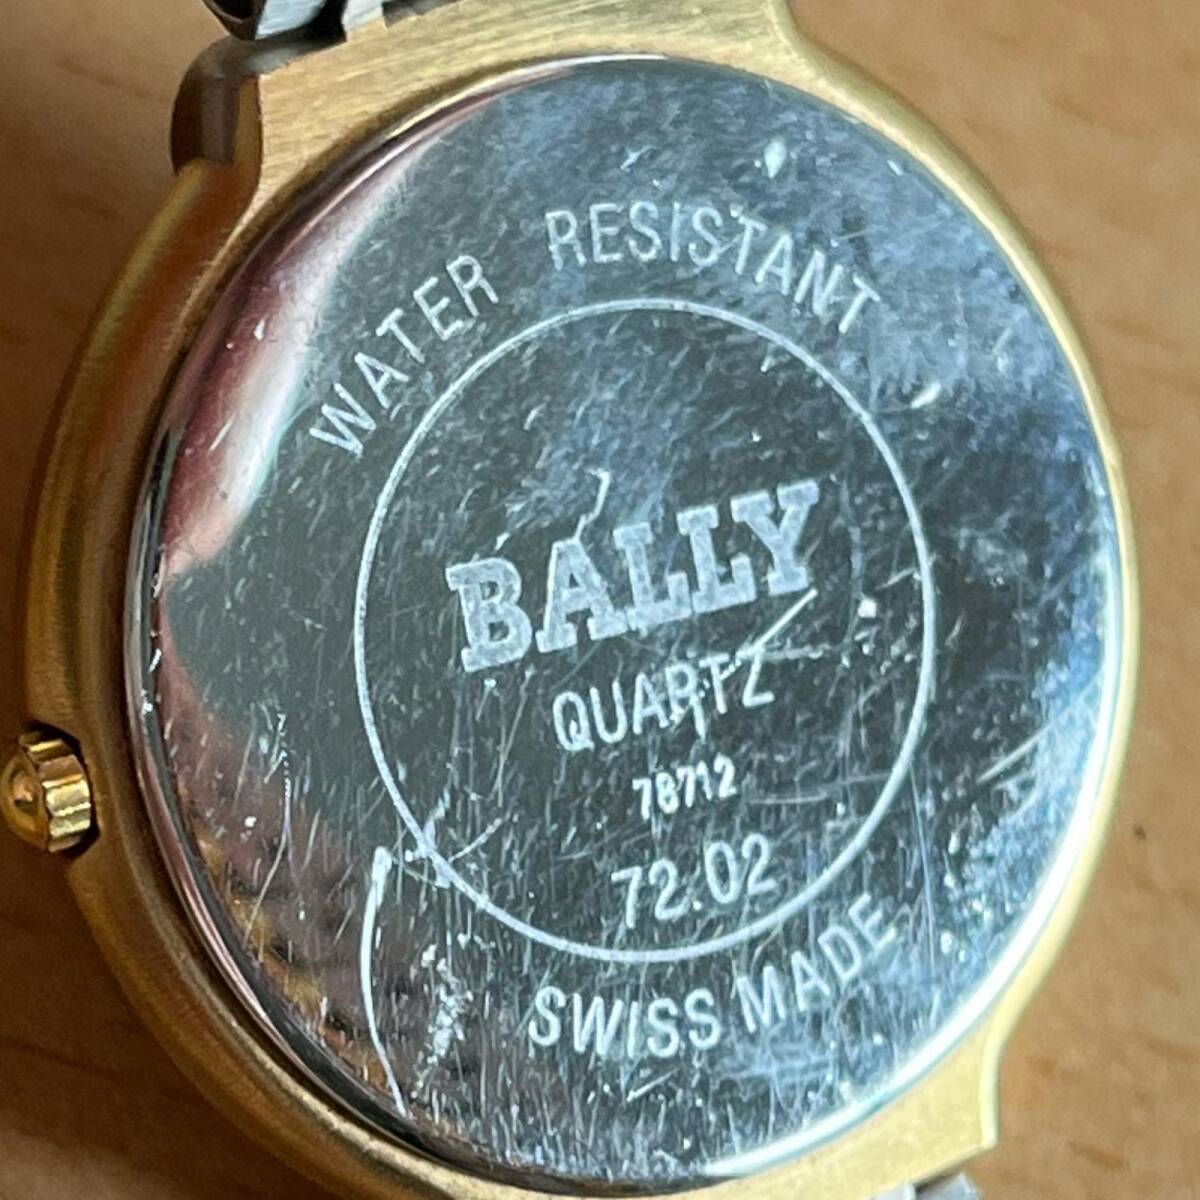 WATER RESISTANT
BALLY
QUARTZ
78712
72.02
SWISS MADE